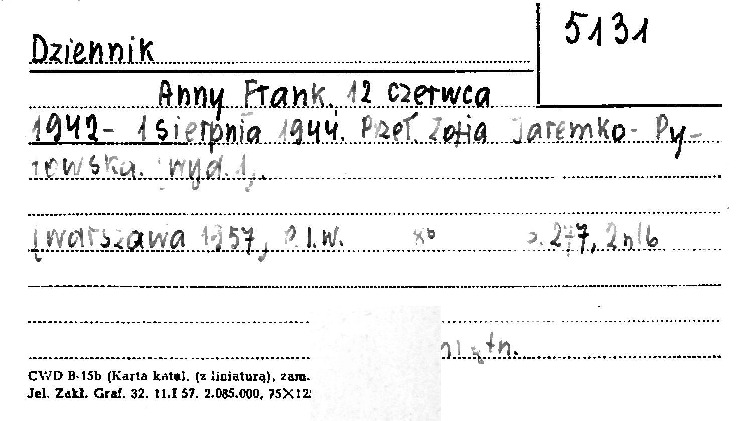 5131
Dziennik
Anny Frank. 12 czerwca
1942- 1 sierpnia 1944. Przeł. Zofia Jaremko-Py-
towska. Wyd. 1.
Warszawa 1957, P.I.W. 8° s. 277, 2nlb
CWD B-15b (Karta katal. (z liniaturą), zam.
Jel. Zakł. Graf. 32. 11.I 57. 2.085.000, 75×12